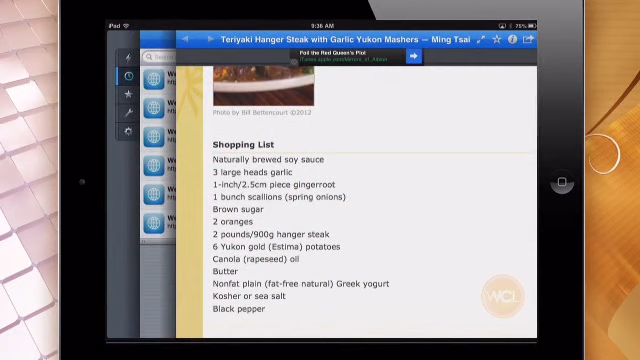 iPad
9:36 AM
75%
Teriyaki Hanger Steak with Garlic Yukon Mashers — Ming Tsai
Foil the Red Queen's Plot
Photo by Bill Bettencourt ©2012
Shopping List
Naturally brewed soy sauce
3 large heads garlic
1-inch/2.5cm piece gingerroot
1 bunch scallions (spring onions)
Brown sugar
2 oranges
2 pounds/900g hanger steak
6 Yukon gold (Estima) potatoes
Canola (rapeseed) oil
Butter
Nonfat plain (fat-free natural) Greek yogurt
Kosher or sea salt
Black pepper
WCL